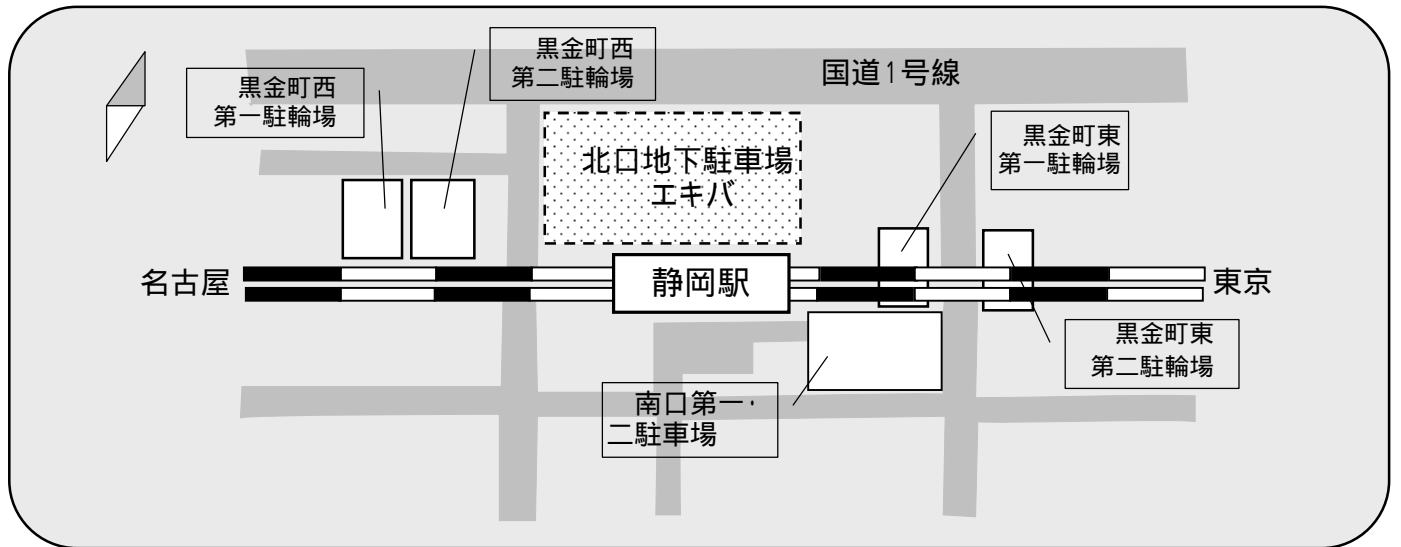 黒金町西
第二駐輪場
国道1号線
黒金町西
第一駐輪場
黒金町東
第一駐輪場
北口地下駐車場
エキバ
名古屋
静岡駅
東京
黒金町東
第二駐輪場
南口第一・
二駐車場